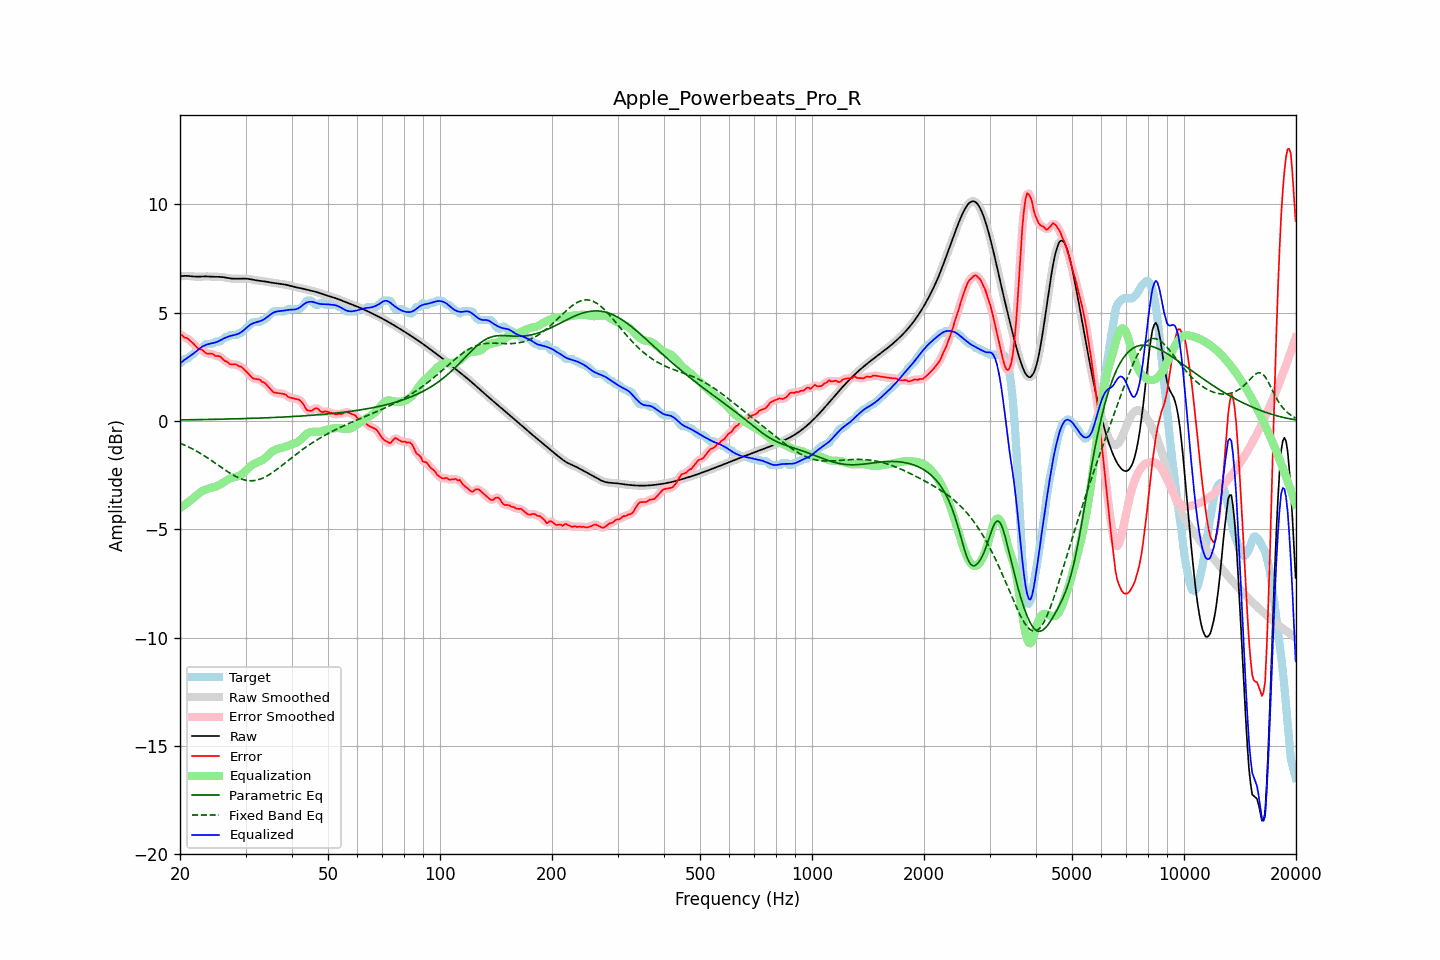 Apple_Powerbeats_Pro_R
Amplitude (dBr)
10
5
0
−5
−10
−15
−20
Target
Raw Smoothed
Error Smoothed
Raw
Error
Equalization
Parametric Eq
Fixed Band Eq
Equalized
20 50 100 200 500 1000 2000 5000 10000 20000
Frequency (Hz)